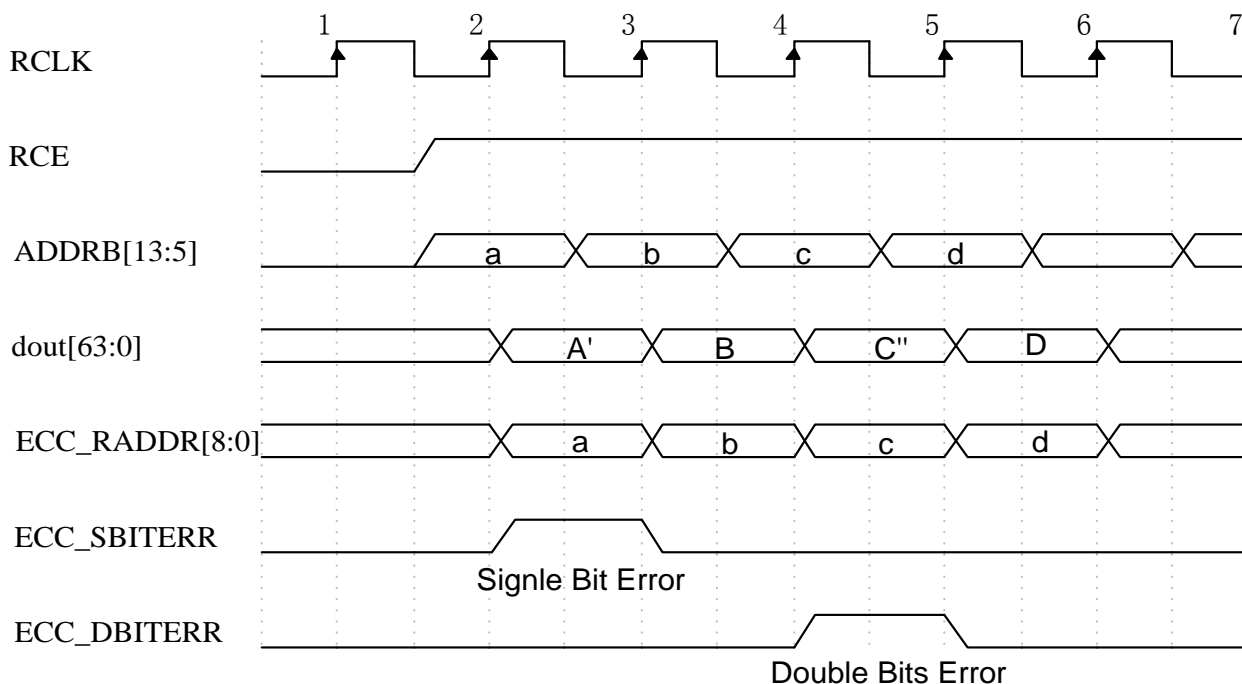 1 2 3 4 5 6 7
RCLK
RCE
ADDRB[13:5] a b c d
dout[63:0] A' B C'' D
ECC_RADDR[8:0] a b c d
ECC_SBITERR
Signle Bit Error
ECC_DBITERR
Double Bits Error